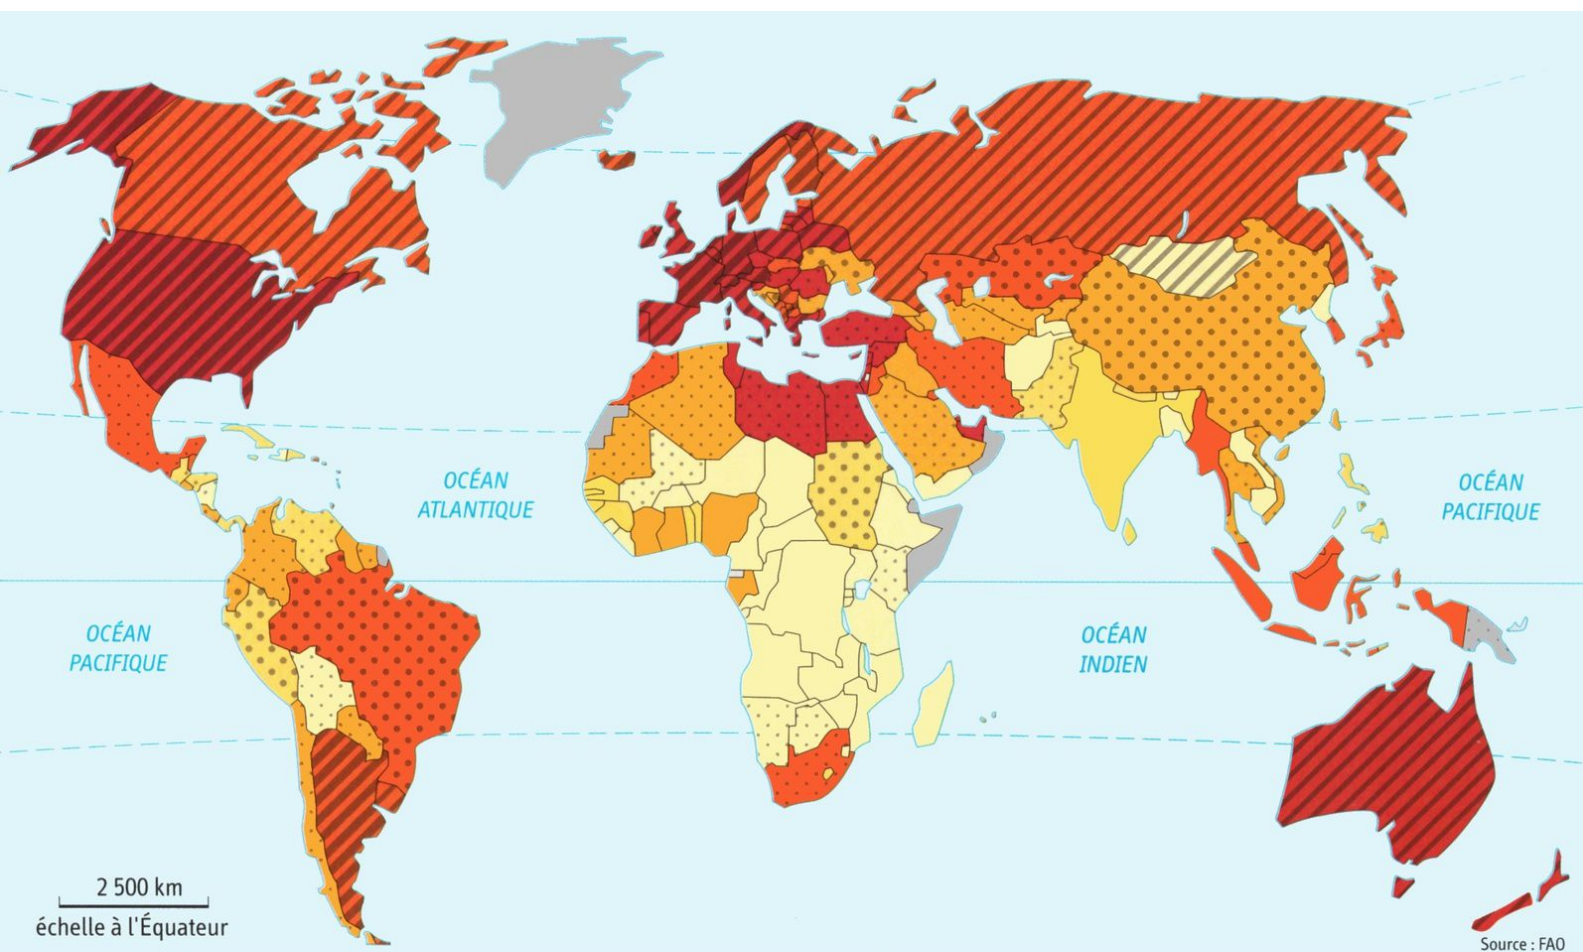 OCÉAN
ATLANTIQUE
OCÉAN
PACIFIQUE
OCÉAN
PACIFIQUE
OCÉAN
INDIEN
2 500 km
échelle à l'Équateur
Source : FAO